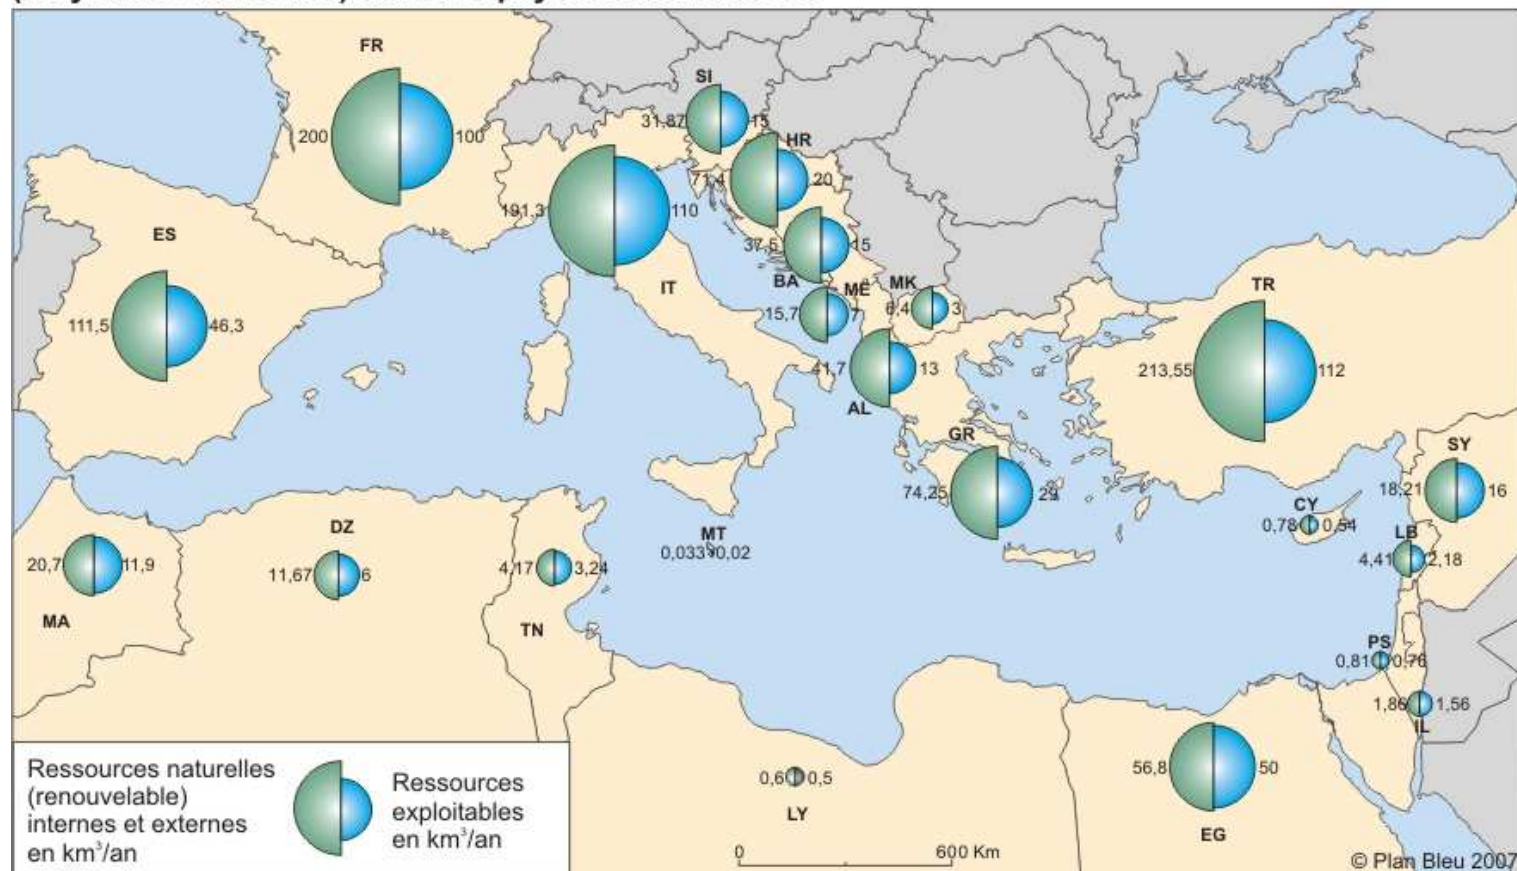 FR
200
100
SI
31,87
15
HR
71,4
20
191,3
110
IT
ES
111,5
46,3
37,5
15
BA
ME
15,7
7
MK
6,4
3
41,7
13
AL
TR
213,55
112
GR
74,25
29
SY
18,21
16
CY
0,78
0,54
LB
4,41
2,18
MT
0,033
0,02
MA
20,7
11,9
DZ
11,67
6
4,17
3,24
TN
PS
0,81
0,76
1,86
1,56
IL
0,6
0,5
LY
56,8
50
EG
Ressources naturelles
(renouvelable)
internes et externes
en km³/an
Ressources
exploitables
en km³/an
0
600 Km
© Plan Bleu 2007